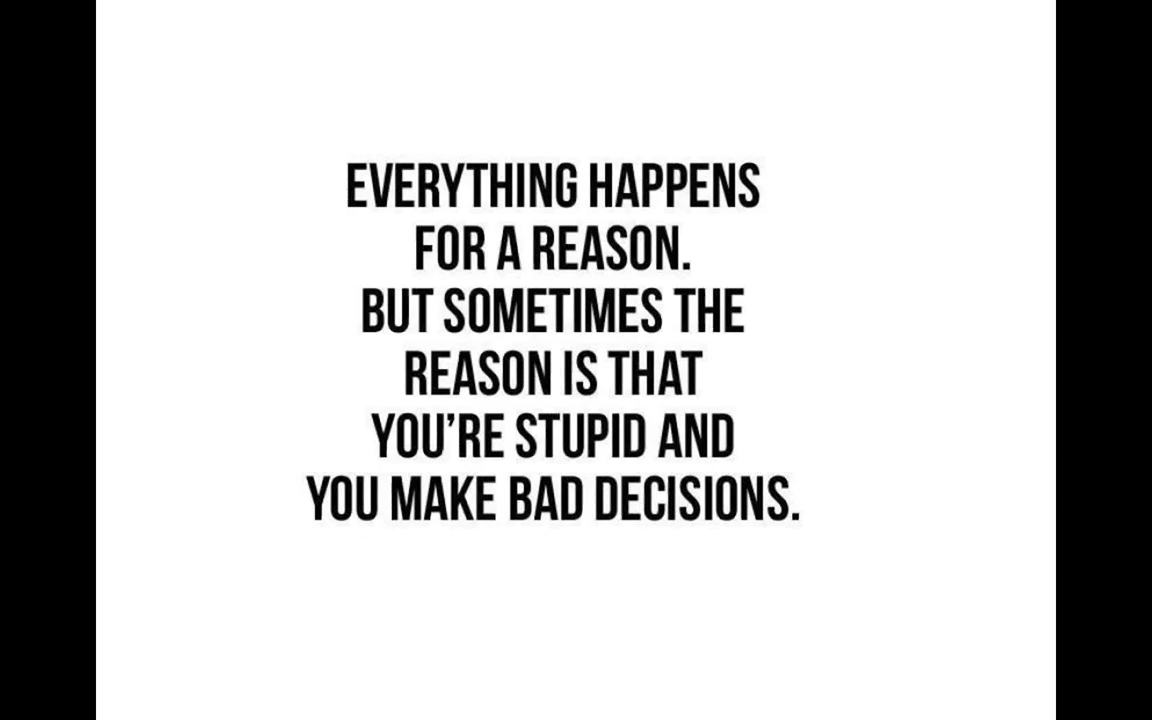 EVERYTHING HAPPENS
FOR A REASON.
BUT SOMETIMES THE
REASON IS THAT
YOU’RE STUPID AND
YOU MAKE BAD DECISIONS.